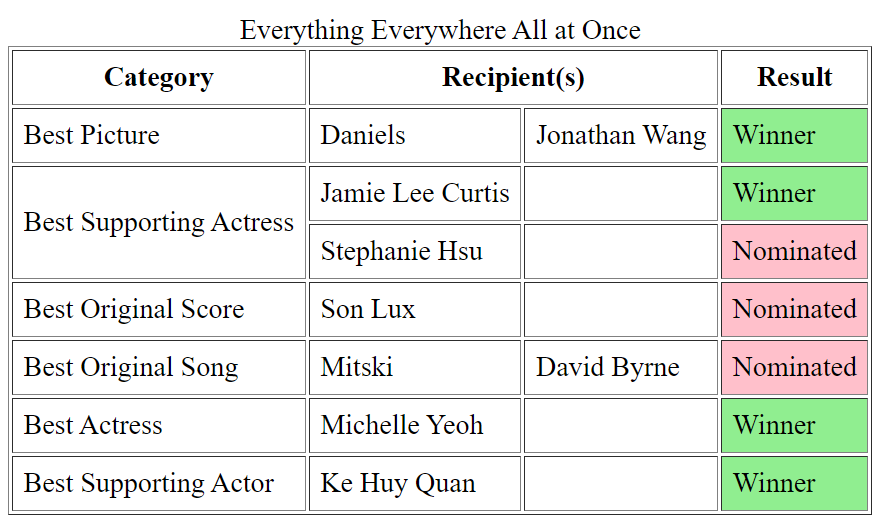 Everything Everywhere All at Once
Category Recipient(s) Result
Best Picture Daniels Jonathan Wang Winner
Best Supporting Actress Jamie Lee Curtis Winner
Stephanie Hsu Nominated
Best Original Score Son Lux Nominated
Best Original Song Mitski David Byrne Nominated
Best Actress Michelle Yeoh Winner
Best Supporting Actor Ke Huy Quan Winner